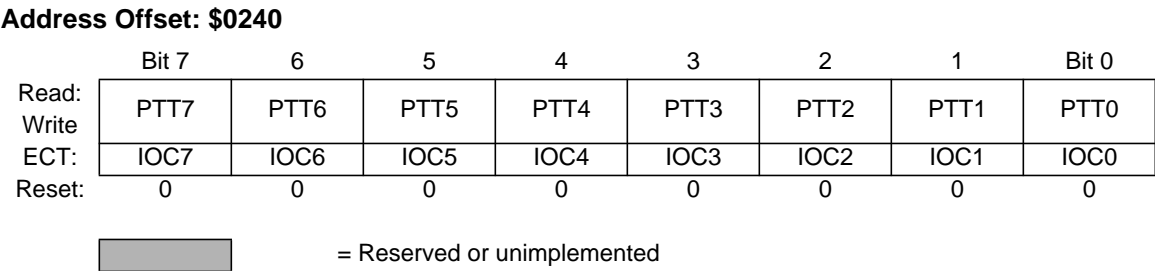 Address Offset: $0240
Bit 7 6 5 4 3 2 1 Bit 0
Read:
Write
PTT7 PTT6 PTT5 PTT4 PTT3 PTT2 PTT1 PTT0
ECT: IOC7 IOC6 IOC5 IOC4 IOC3 IOC2 IOC1 IOC0
Reset: 0 0 0 0 0 0 0 0
= Reserved or unimplemented